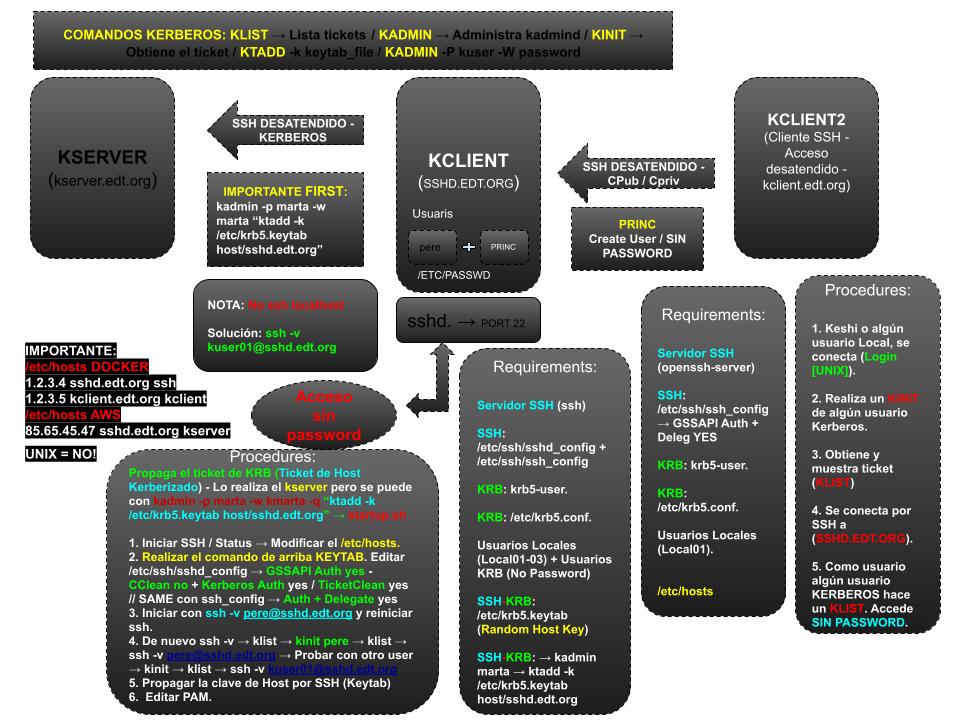 COMANDOS KERBEROS: KLIST → Lista tickets / KADMIN → Administra kadmind / KINIT →
Obtiene el ticket / KTADD -k keytab_file / KADMIN -P kuser -W password
KSERVER
(kserver.edt.org)
SSH DESATENDIDO -
KERBEROS
IMPORTANTE FIRST:
kadmin -p marta -w
marta “ktadd -k
/etc/krb5.keytab
host/sshd.edt.org”
KCLIENT
(SSHD.EDT.ORG)
Usuaris
pere
PRINC
/ETC/PASSWD
SSH DESATENDIDO -
CPub / Cpriv
PRINC
Create User / SIN
PASSWORD
KCLIENT2
(Cliente SSH -
Acceso
desatendido -
kclient.edt.org)
NOTA: No ssh localhost
Solución: ssh -v
kuser01@sshd.edt.org
sshd. → PORT 22
IMPORTANTE:
/etc/hosts DOCKER
1.2.3.4 sshd.edt.org ssh
1.2.3.5 kclient.edt.org kclient
/etc/hosts AWS
85.65.45.47 sshd.edt.org kserver
UNIX = NO!
Acceso
sin
password
Procedures:
Propaga el ticket de KRB (Ticket de Host
Kerberizado) - Lo realiza el kserver pero se puede
con kadmin -p marta -w kmarta -q “ktadd -k
/etc/krb5.keytab host/sshd.edt.org” → startup.sh
1. Iniciar SSH / Status → Modificar el /etc/hosts.
2. Realizar el comando de arriba KEYTAB. Editar
/etc/ssh/sshd_config → GSSAPI Auth yes -
CClean no + Kerberos Auth yes / TicketClean yes
// SAME con ssh_config → Auth + Delegate yes
3. Iniciar con ssh -v pere@sshd.edt.org y reiniciar
ssh.
4. De nuevo ssh -v → klist → kinit pere → klist →
ssh -v pere@sshd.edt.org → Probar con otro user
→ kinit → klist → ssh -v kuser01@sshd.edt.org
5. Propagar la clave de Host por SSH (Keytab)
6. Editar PAM.
Requirements:
Servidor SSH (ssh)
SSH:
/etc/ssh/sshd_config +
/etc/ssh/ssh_config
KRB: krb5-user.
KRB: /etc/krb5.conf.
Usuarios Locales
(Local01-03) + Usuarios
KRB (No Password)
SSH-KRB:
/etc/krb5.keytab
(Random Host Key)
SSH-KRB: → kadmin
marta → ktadd -k
/etc/krb5.keytab
host/sshd.edt.org
Requirements:
Servidor SSH
(openssh-server)
SSH:
/etc/ssh/ssh_config
→ GSSAPI Auth +
Deleg YES
KRB: krb5-user.
KRB:
/etc/krb5.conf.
Usuarios Locales
(Local01).
/etc/hosts
Procedures:
1. Keshi o algún
usuario Local, se
conecta (Login
[UNIX]).
2. Realiza un KINIT
de algún usuario
Kerberos.
3. Obtiene y
muestra ticket
(KLIST)
4. Se conecta por
SSH a
(SSHD.EDT.ORG).
5. Como usuario
algún usuario
KERBEROS hace
un KLIST. Accede
SIN PASSWORD.